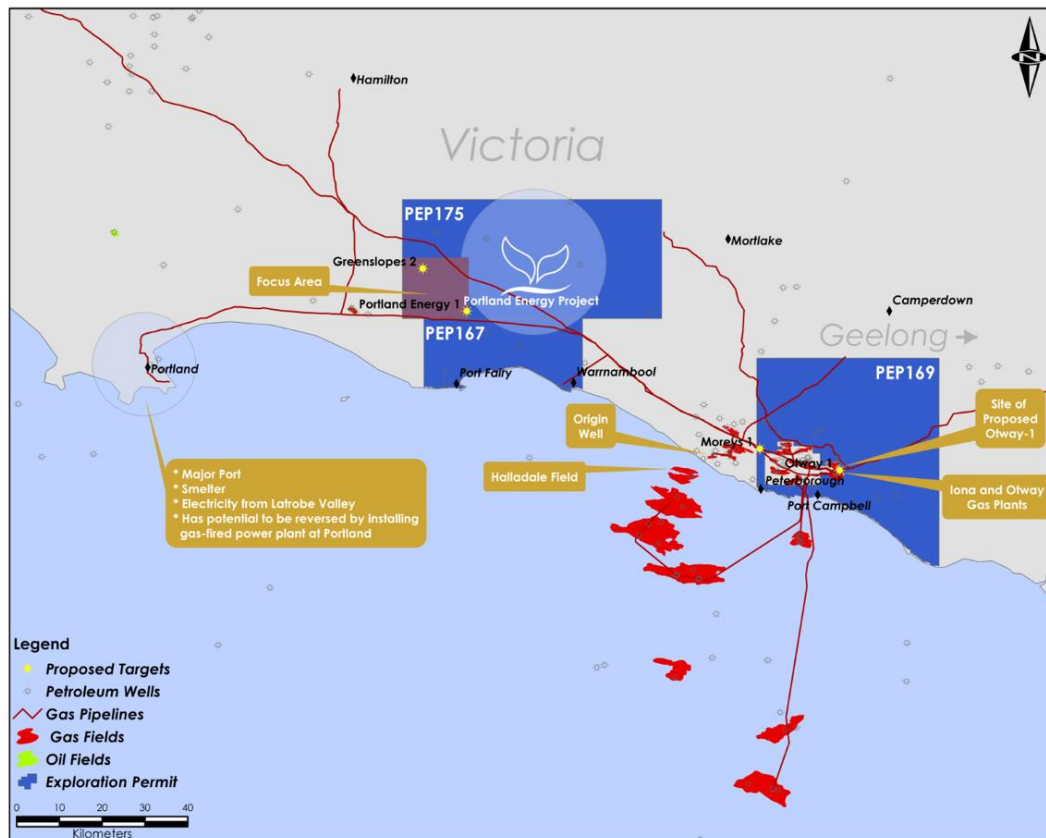 N
Hamilton
Victoria
PEP175
Mortlake
Greenslopes 2
Focus Area
Portland Energy 1
Portland Energy Project
Camperdown
PEP167
Geelong
Portland
Port Fairy
Warrnambool
PEP169
Origin
Well
Site of
Proposed
Otway-1
Moreys 1
Otway 1
Halladale Field
Peterborough
Port Campbell
Iona and Otway
Gas Plants
* Major Port
* Smelter
* Electricity from Latrobe Valley
* Has potential to be reversed by installing
gas-fired power plant at Portland
Legend
Proposed Targets
Petroleum Wells
Gas Pipelines
Gas Fields
Oil Fields
Exploration Permit
0 10 20 30 40
Kilometers